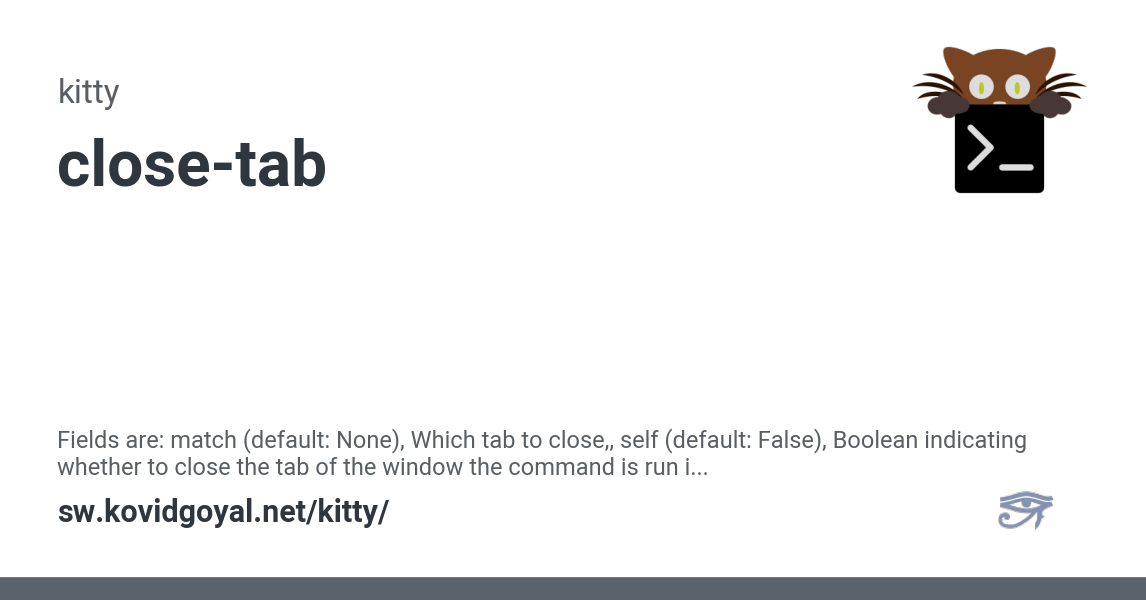 kitty
close-tab
>_
Fields are: match (default: None), Which tab to close,, self (default: False), Boolean indicating
whether to close the tab of the window the command is run i...
sw.kovidgoyal.net/kitty/